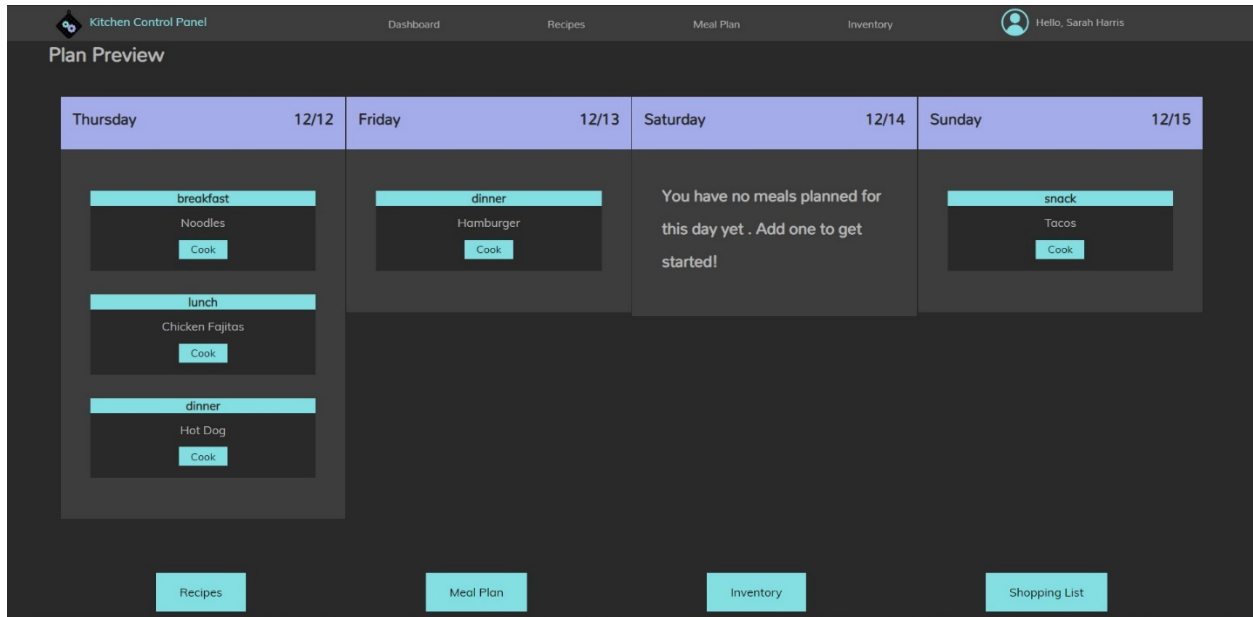 Kitchen Control Panel
Dashboard
Recipes
Meal Plan
Inventory
Hello, Sarah Harris
Plan Preview
Thursday 12/12
breakfast
Noodles
Cook
lunch
Chicken Fajitas
Cook
dinner
Hot Dog
Cook
Friday 12/13
dinner
Hamburger
Cook
Saturday 12/14
You have no meals planned for
this day yet . Add one to get
started!
Sunday 12/15
snack
Tacos
Cook
Recipes
Meal Plan
Inventory
Shopping List